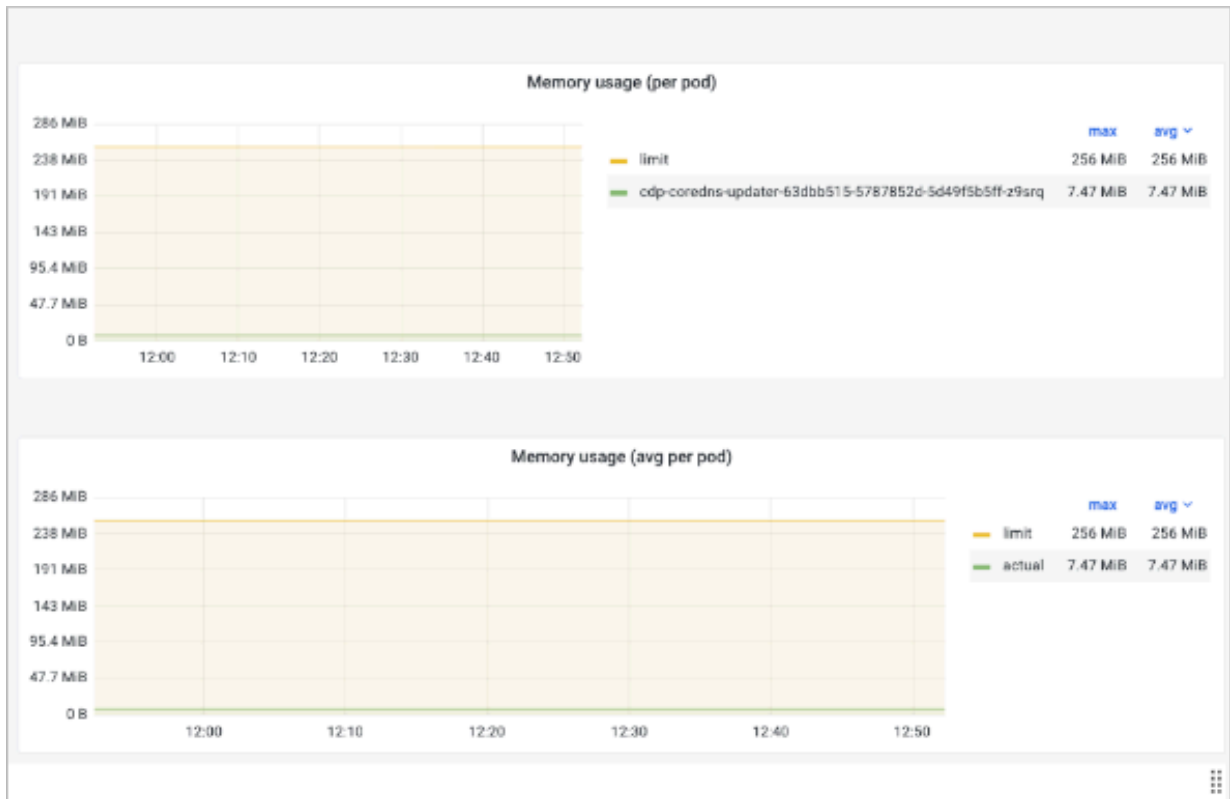 Memory usage (per pod)
286 MiB
238 MiB
191 MiB
143 MiB
95.4 MiB
47.7 MiB
0 B
12:00 12:10 12:20 12:30 12:40 12:50
max avg
limit 256 MiB 256 MiB
cdp-coredns-updater-63dbb515-5787852d-5d49f5b5ff-z9srq 7.47 MiB 7.47 MiB
Memory usage (avg per pod)
286 MiB
238 MiB
191 MiB
143 MiB
95.4 MiB
47.7 MiB
0 B
12:00 12:10 12:20 12:30 12:40 12:50
max avg
limit 256 MiB 256 MiB
actual 7.47 MiB 7.47 MiB